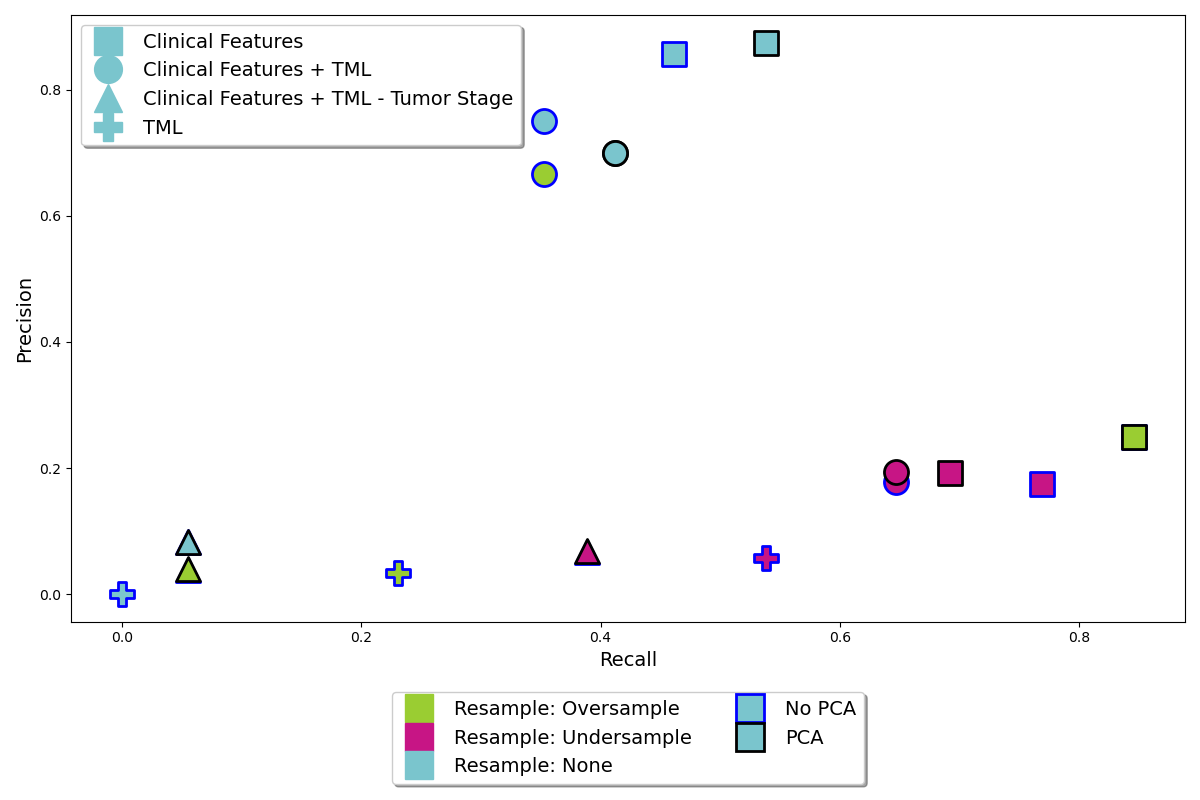 Clinical Features
Clinical Features + TML
Clinical Features + TML - Tumor Stage
TML
0.8
0.6
0.4
0.2
0.0
Precision
0.0
0.2
0.4
0.6
0.8
Recall
Resample: Oversample
Resample: Undersample
Resample: None
No PCA
PCA